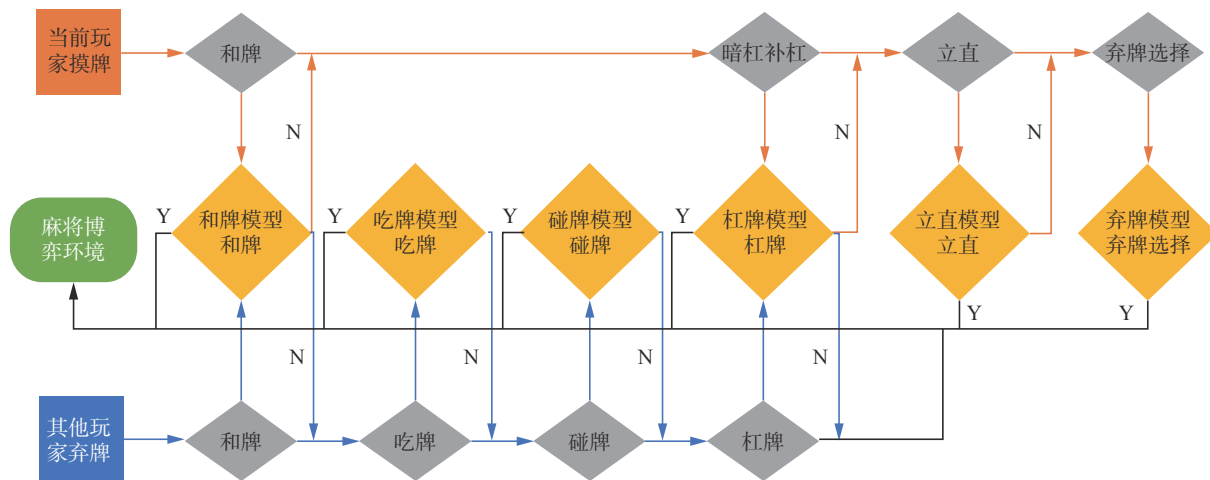 当前玩
家摸牌
和牌
暗杠补杠
立直
弃牌选择
N
N
N
麻将博
弈环境
Y
和牌模型
和牌
Y
吃牌模型
吃牌
Y
碰牌模型
碰牌
Y
杠牌模型
杠牌
立直模型
立直
弃牌模型
弃牌选择
Y
Y
N
N
N
N
其他玩
家弃牌
和牌
吃牌
碰牌
杠牌